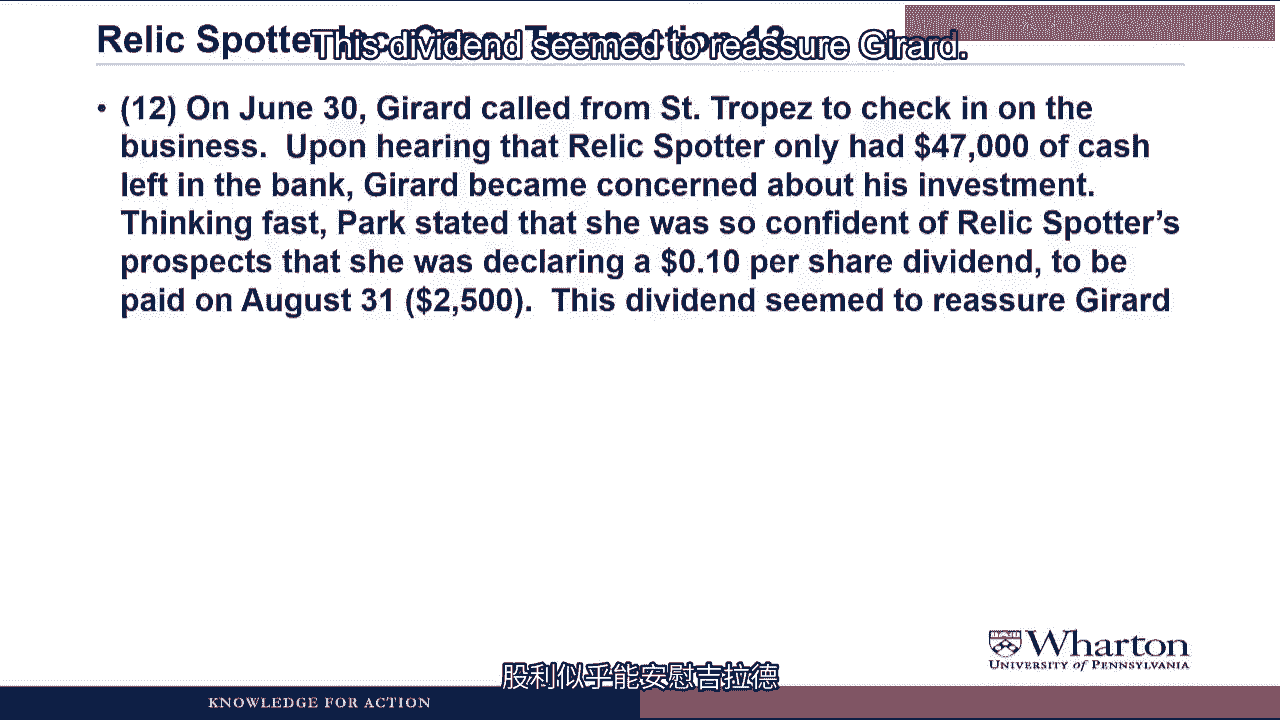 Relic Spotter Inc. Case: Transaction 12
This dividend seemed to reassure Girard.
• (12) On June 30, Girard called from St. Tropez to check in on the
business. Upon hearing that Relic Spotter only had $47,000 of cash
left in the bank, Girard became concerned about his investment.
Thinking fast, Park stated that she was so confident of Relic Spotter’s
prospects that she was declaring a $0.10 per share dividend, to be
paid on August 31 ($2,500). This dividend seemed to reassure Girard
Wharton
UNIVERSITY of PENNSYLVANIA
股利似乎能安慰吉拉德
KNOWLEDGE FOR ACTION